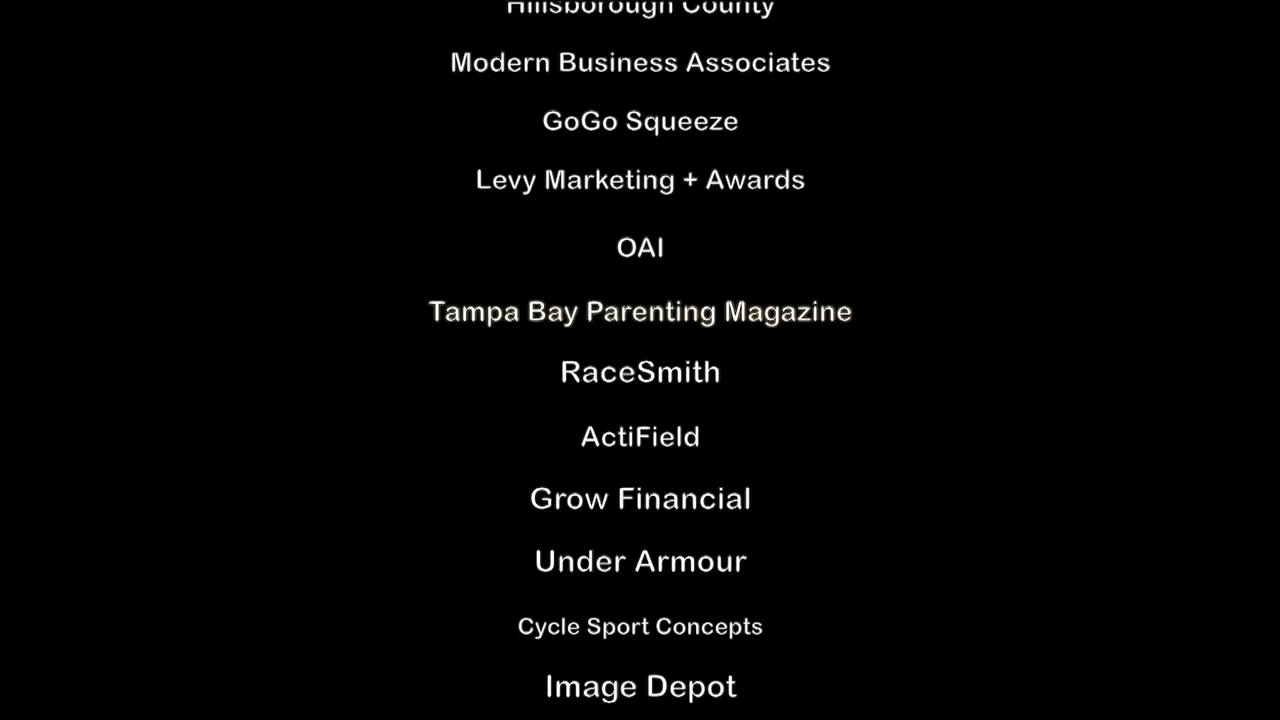 Hillsborough County
Modern Business Associates
GoGo Squeeze
Levy Marketing + Awards
OAI
Tampa Bay Parenting Magazine
RaceSmith
ActiField
Grow Financial
Under Armour
Cycle Sport Concepts
Image Depot